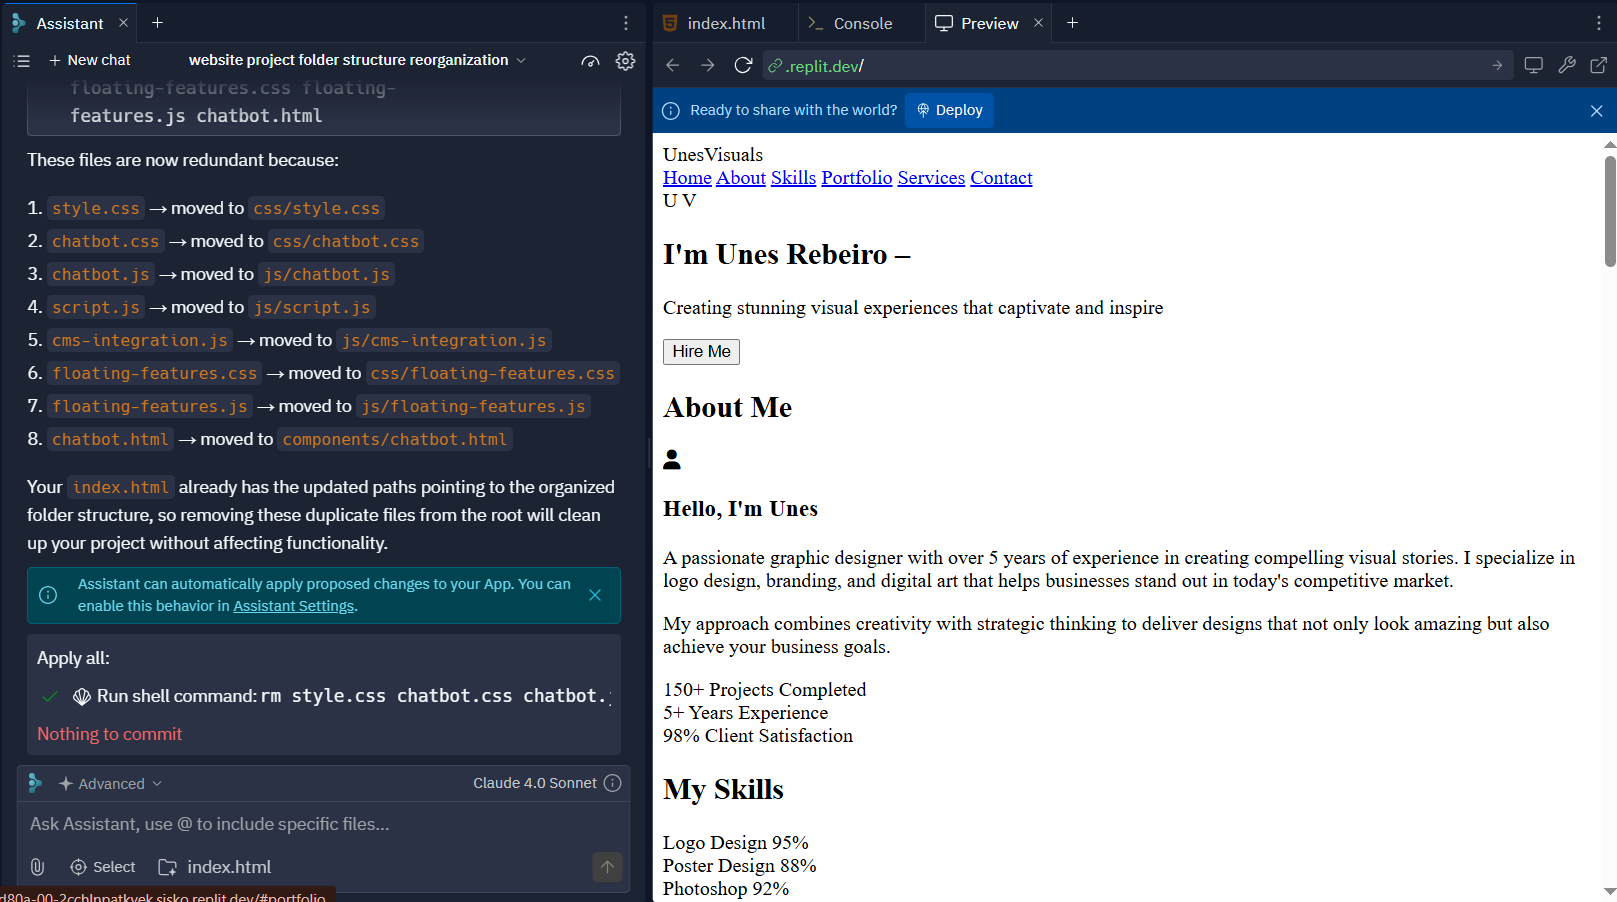 Assistant
New chat
website project folder structure reorganization
floating-features.css floating-
features.js chatbot.html
These files are now redundant because:
1. style.css → moved to css/style.css
2. chatbot.css → moved to css/chatbot.css
3. chatbot.js → moved to js/chatbot.js
4. script.js → moved to js/script.js
5. cms-integration.js → moved to js/cms-integration.js
6. floating-features.css → moved to css/floating-features.css
7. floating-features.js → moved to js/floating-features.js
8. chatbot.html → moved to components/chatbot.html
Your index.html already has the updated paths pointing to the organized
folder structure, so removing these duplicate files from the root will clean
up your project without affecting functionality.
Assistant can automatically apply proposed changes to your App. You can
enable this behavior in Assistant Settings.
Apply all:
Run shell command: rm style.css chatbot.css chatbot.
Nothing to commit
Advanced
Claude 4.0 Sonnet
Ask Assistant, use @ to include specific files...
Select
index.html
index.html
Console
Preview
.replit.dev/
Ready to share with the world?
Deploy
UnesVisuals
Home About Skills Portfolio Services Contact
U V
I'm Unes Rebeiro –
Creating stunning visual experiences that captivate and inspire
Hire Me
About Me
Hello, I'm Unes
A passionate graphic designer with over 5 years of experience in creating compelling visual stories. I specialize in
logo design, branding, and digital art that helps businesses stand out in today's competitive market.
My approach combines creativity with strategic thinking to deliver designs that not only look amazing but also
achieve your business goals.
150+ Projects Completed
5+ Years Experience
98% Client Satisfaction
My Skills
Logo Design 95%
Poster Design 88%
Photoshop 92%